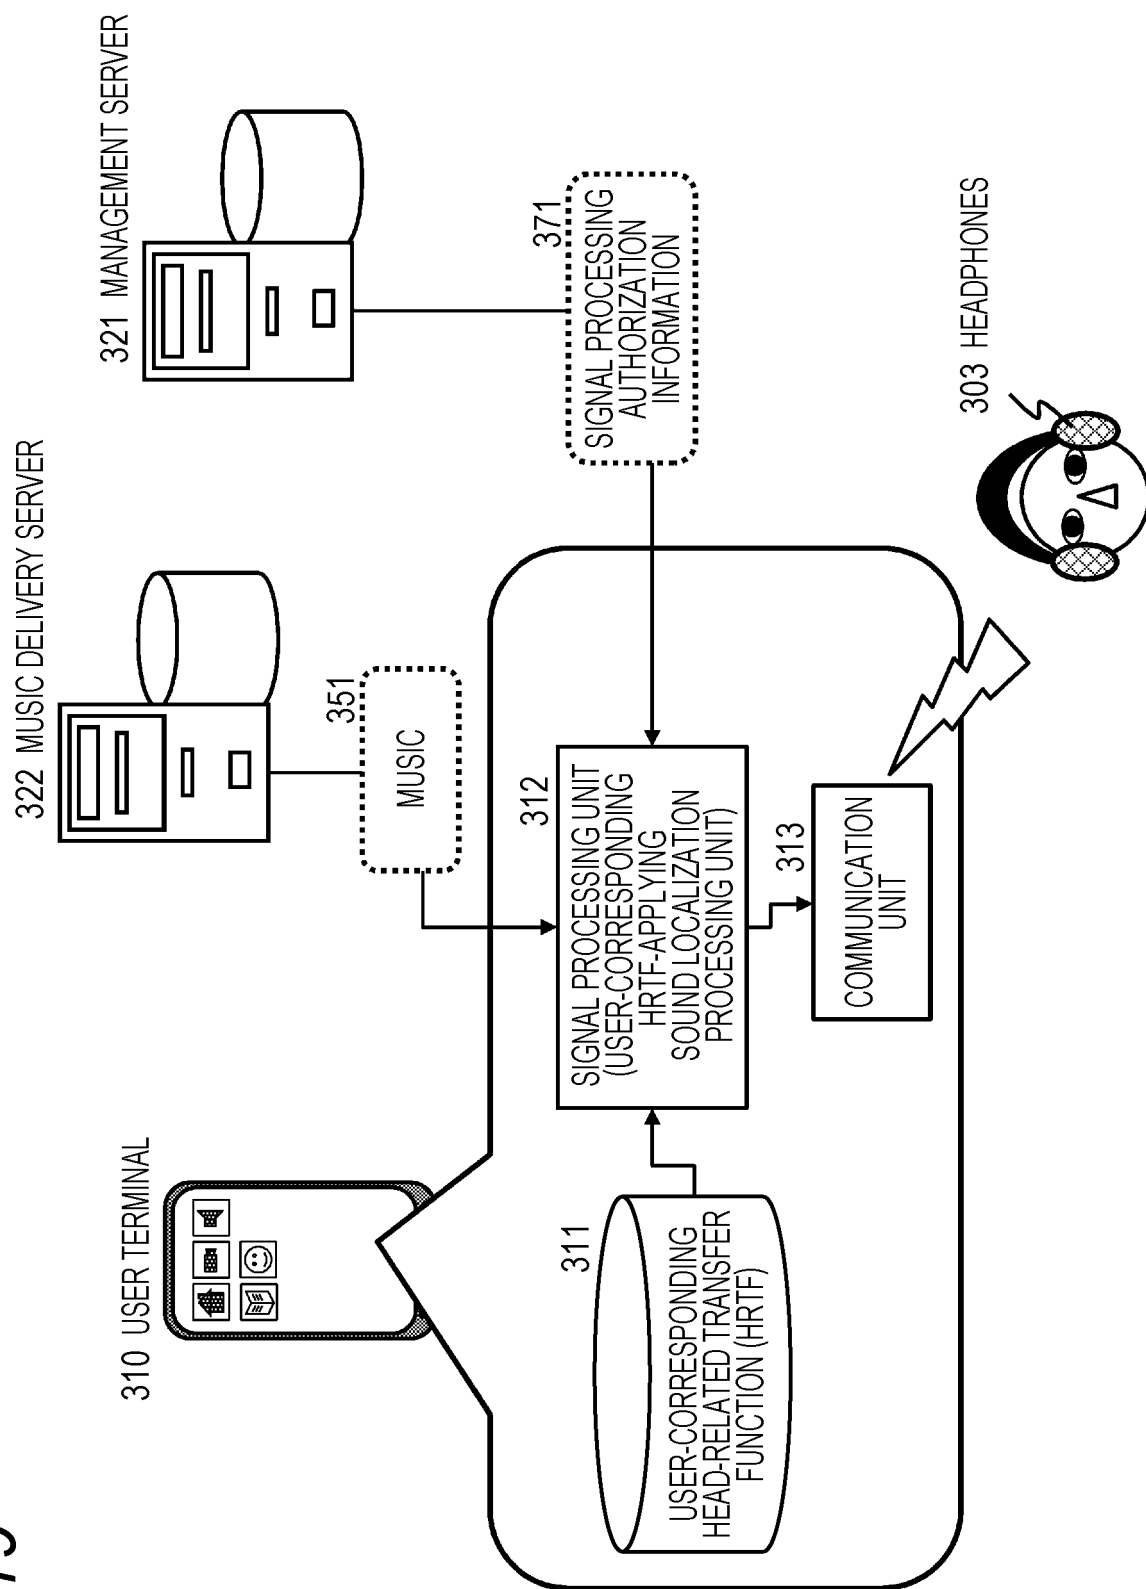 322 MUSIC DELIVERY SERVER
321 MANAGEMENT SERVER
310 USER TERMINAL
351
MUSIC
371
SIGNAL PROCESSING
AUTHORIZATION
INFORMATION
311
USER-CORRESPONDING
HEAD-RELATED TRANSFER
FUNCTION (HRTF)
312
SIGNAL PROCESSING UNIT
(USER-CORRESPONDING
HRTF-APPLYING
SOUND LOCALIZATION
PROCESSING UNIT)
313
COMMUNICATION
UNIT
303 HEADPHONES